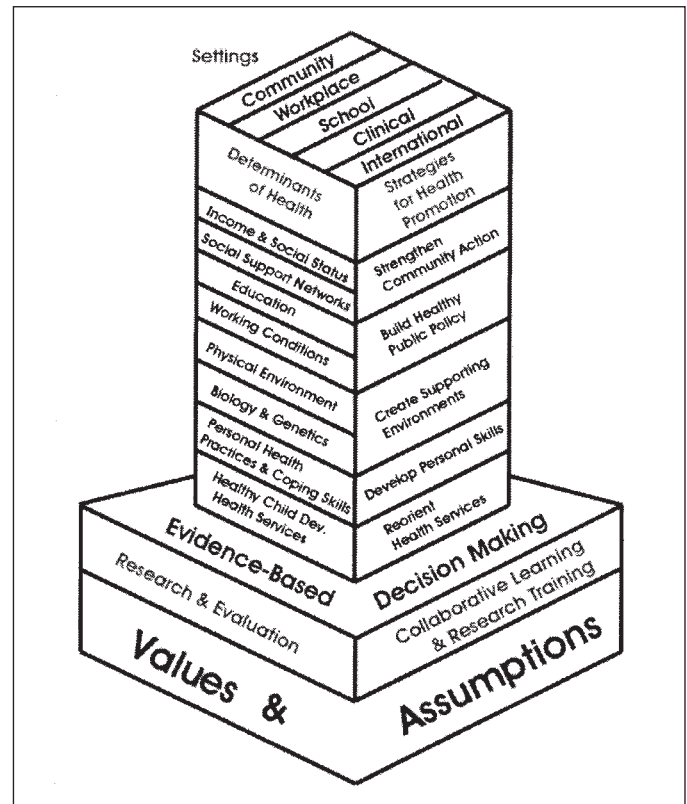 Settings
Community
Workplace
School
Clinical
International
Determinants
of Health
Income & Social Status
Social Support Networks
Education
Working Conditions
Physical Environment
Biology & Genetics
Personal Health
Practices & Coping Skills
Healthy Child Dev.
Health Services
Strategies
for Health
Promotion
Strengthen
Community Action
Build Healthy
Public Policy
Create Supporting
Environments
Develop Personal Skills
Reorient
Health Services
Evidence-Based
Decision Making
Research & Evaluation
Collaborative Learning
& Research Training
Values &
Assumptions